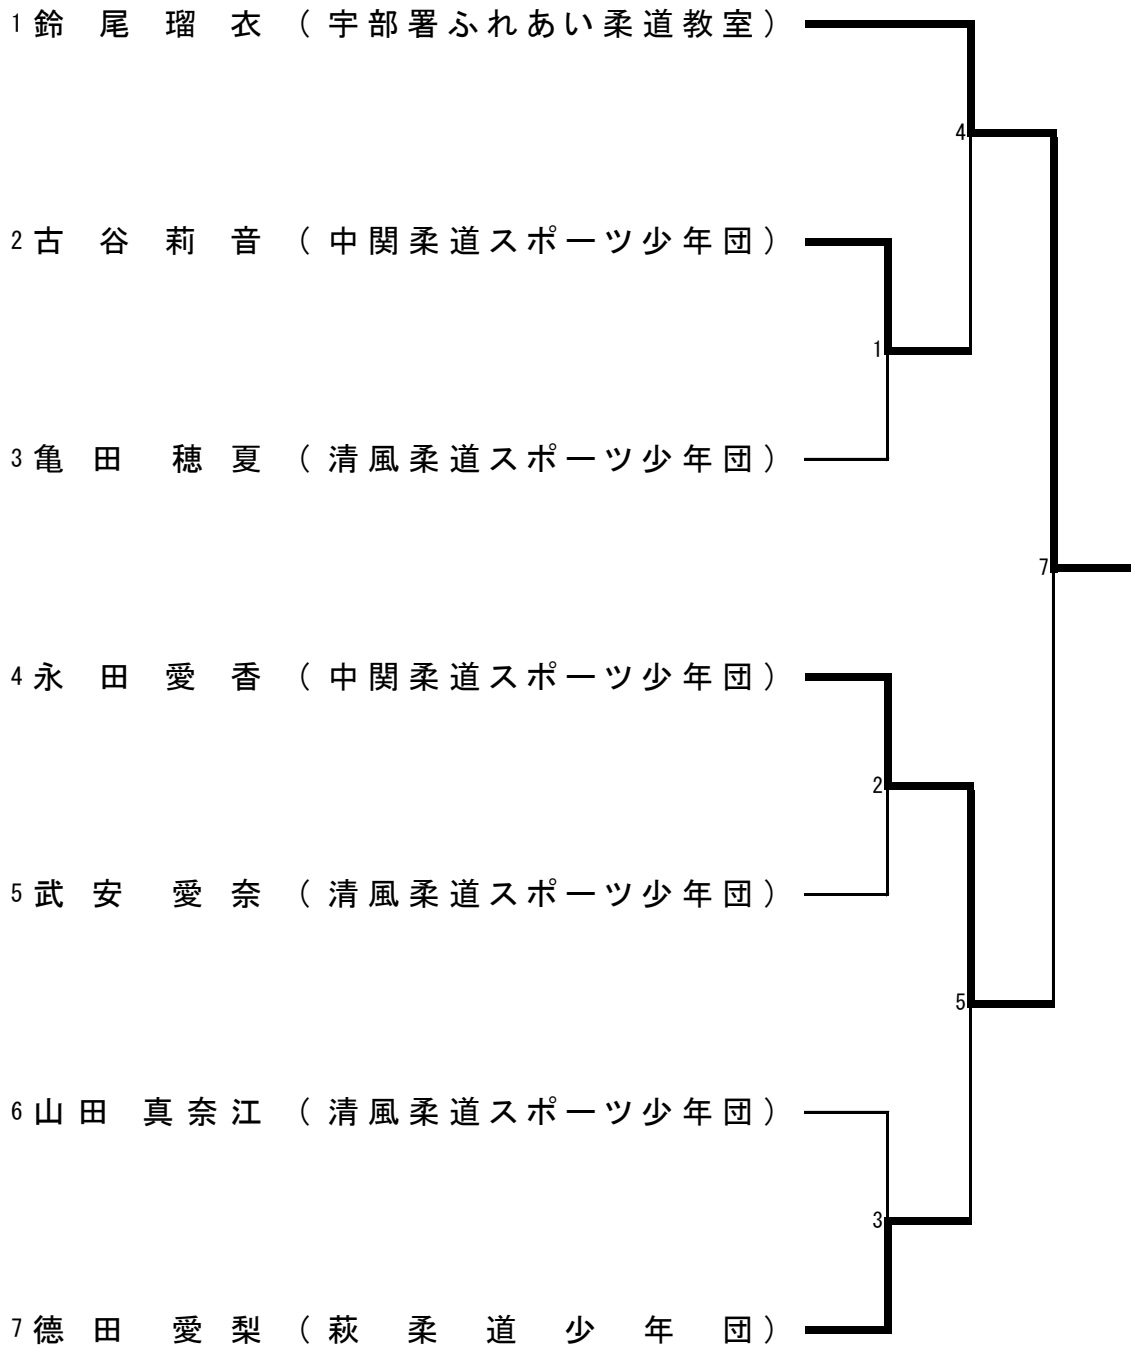 1 鈴尾瑠衣 (宇部署ふれあい柔道教室)
4
2 古谷莉音 (中関柔道スポーツ少年団)
1
3 亀田穂夏 (清風柔道スポーツ少年団)
7
4 永田愛香 (中関柔道スポーツ少年団)
2
5 武安愛奈 (清風柔道スポーツ少年団)
5
6 山田真奈江 (清風柔道スポーツ少年団)
3
7 德田愛梨 (萩柔道少年団)